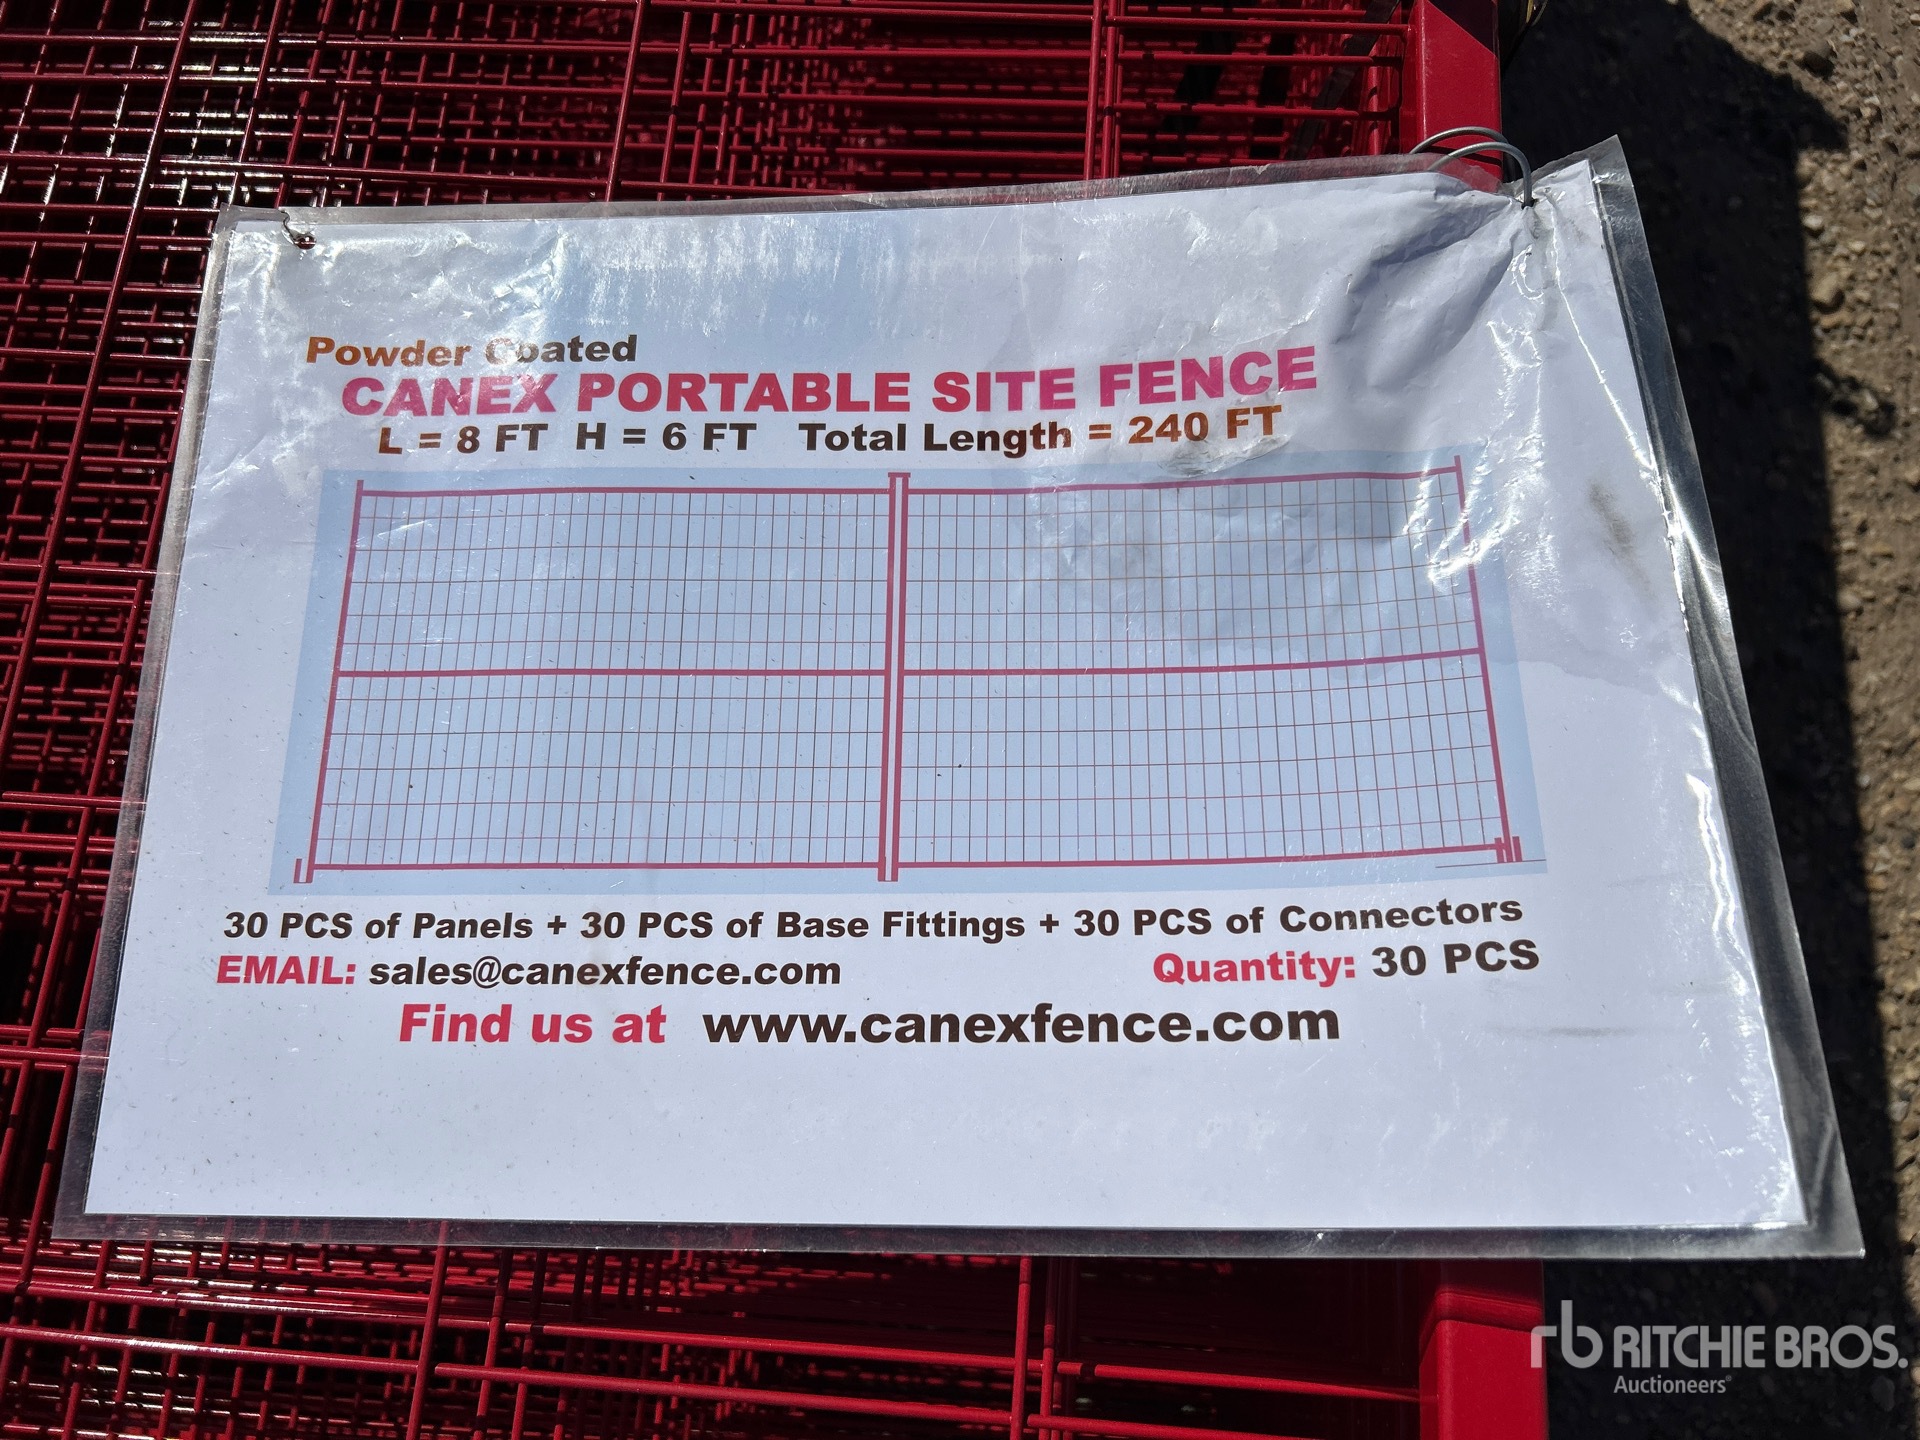 Powder Coated
CANEX PORTABLE SITE FENCE
L = 8 FT H = 6 FT Total Length = 240 FT
30 PCS of Panels + 30 PCS of Base Fittings + 30 PCS of Connectors
EMAIL: sales@canexfence.com Quantity: 30 PCS
Find us at www.canexfence.com
rb RITCHIE BROS.
Auctioneers